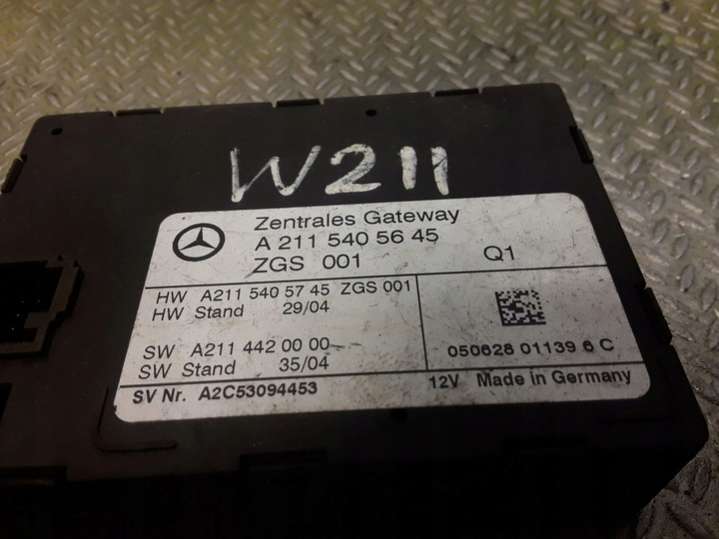 W211
Zentrales Gateway
A 211 540 56 45
ZGS 001 Q1
HW A211 540 57 45 ZGS 001
HW Stand 29/04
SW A211 442 00 00
SW Stand 35/04
050628 01139 6 C
SV Nr. A2C53094453
12V Made in Germany